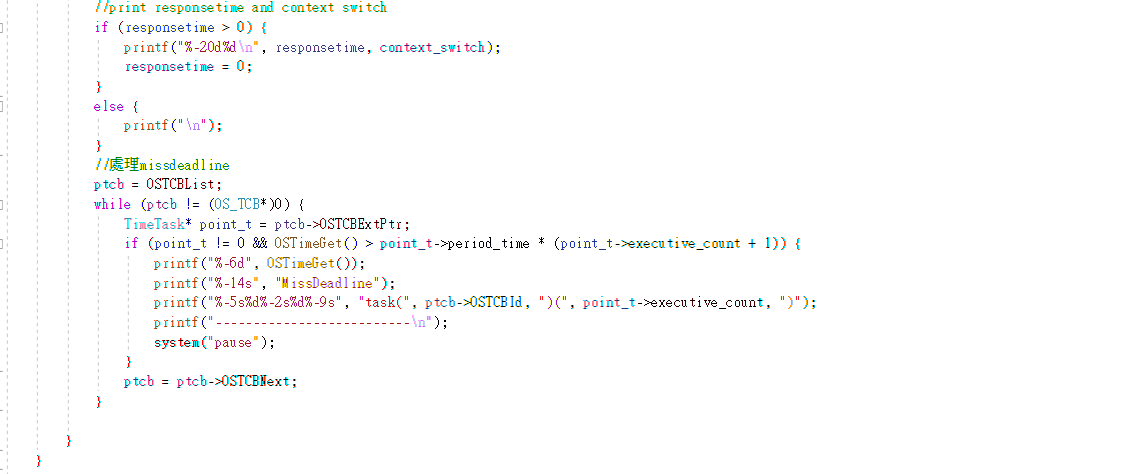 //print responsetime and context switch
if (responsetime > 0) {
printf("%-20d%d\n", responsetime, context_switch);
responsetime = 0;
}
else {
printf("\n");
}
//處理missdeadline
ptcb = OSTCBList;
while (ptcb != (OS_TCB*)0) {
TimeTask* point_t = ptcb->OSTCBExtPtr;
if (point_t != 0 && OSTimeGet() > point_t->period_time * (point_t->executive_count + 1)) {
printf("%-6d", OSTimeGet());
printf("%-14s", "MissDeadline");
printf("%-5s%d%-2s%d%-9s", "task(", ptcb->OSTCBId, ")(", point_t->executive_count, ")");
printf("--------------------------\n");
system("pause");
}
ptcb = ptcb->OSTCBNext;
}
}
}